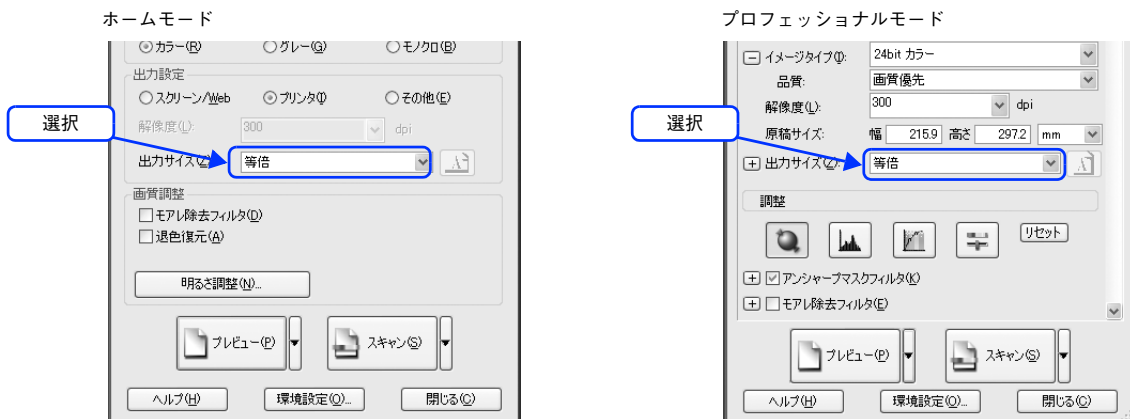 ホームモード
カラー(R) グレー(G) モノクロ(B)
出力設定
スクリーン/Web プリンタ(I) その他(E)
選択
解像度(L): 300 dpi
出力サイズ(Z): 等倍
画質調整
モアレ除去フィルタ(D)
退色復元(A)
明るさ調整(N)...
プレビュー(P) スキャン(S)
ヘルプ(H) 環境設定(O)... 閉じる(C)
プロフェッショナルモード
イメージタイプ(I): 24bit カラー
品質: 画質優先
解像度(L): 300 dpi
選択
原稿サイズ: 幅 215.9 高さ 297.2 mm
出力サイズ(Z): 等倍
調整
リセット
アンシャープマスクフィルタ(K)
モアレ除去フィルタ(E)
プレビュー(P) スキャン(S)
ヘルプ(H) 環境設定(O)... 閉じる(C)